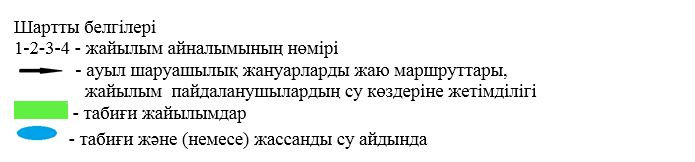 Шартты белгілері
1-2-3-4 - жайылым айналымының нөмірі
- ауыл шаруашылық жануарларды жаю маршруттары,
жайылым пайдаланушылардың су көздеріне жетімділігі
- табиғи жайылымдар
- табиғи және (немесе) жассанды су айдында